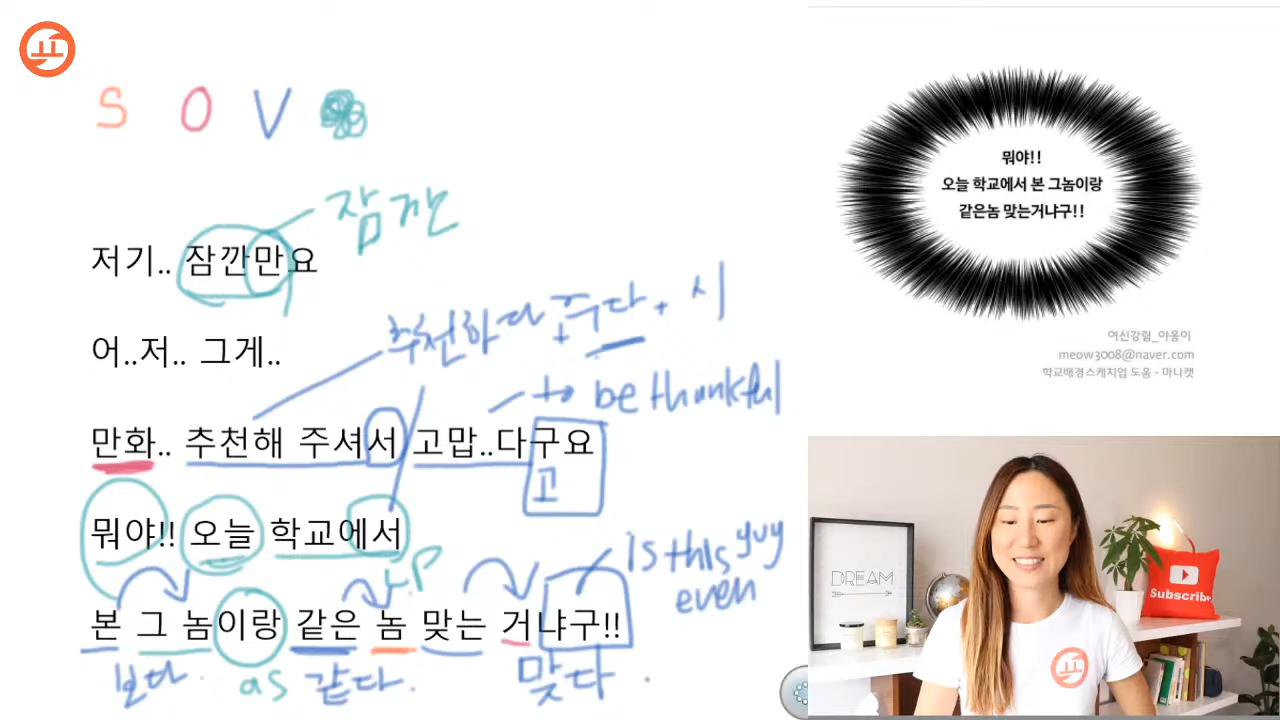 S O V
잠깐
저기.. 잠깐만요
어..저.. 그게..
추천하다 + 주다 + 시
to be thankful
만화.. 추천해 주셔서 고맙..다구요
고
뭐야!! 오늘 학교에서
LP
is this guy
even
본 그 놈이랑 같은 놈 맞는 거냐구!!
보다. as 같다. 맞다.
뭐야!!
오늘 학교에서 본 그놈이랑
같은놈 맞는거냐구!!
여신강림_야옹이
meow3008@naver.com
학교배경스케치업 도움 - 마나캣
DREAM
Subscribe